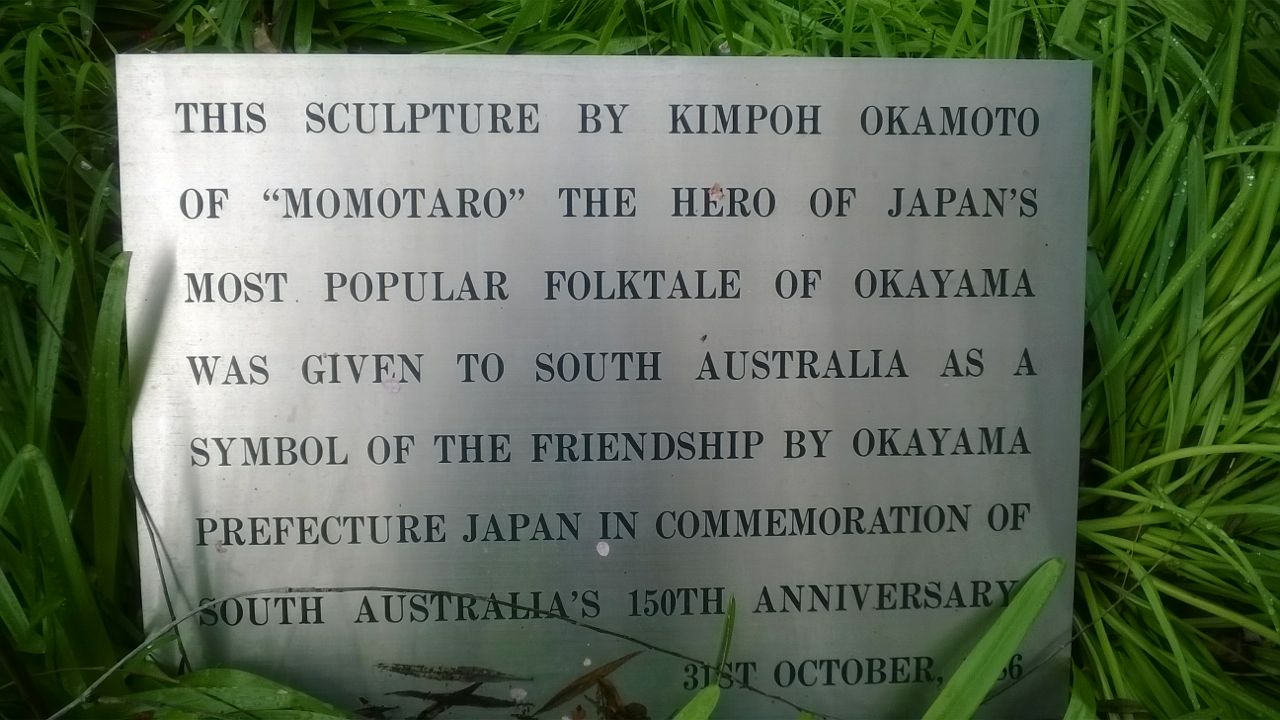 THIS SCULPTURE BY KIMPOH OKAMOTO
OF “MOMOTARO” THE HERO OF JAPAN’S
MOST POPULAR FOLKTALE OF OKAYAMA
WAS GIVEN TO SOUTH AUSTRALIA AS A
SYMBOL OF THE FRIENDSHIP BY OKAYAMA
PREFECTURE JAPAN IN COMMEMORATION OF
SOUTH AUSTRALIA’S 150TH ANNIVERSARY
31ST OCTOBER,